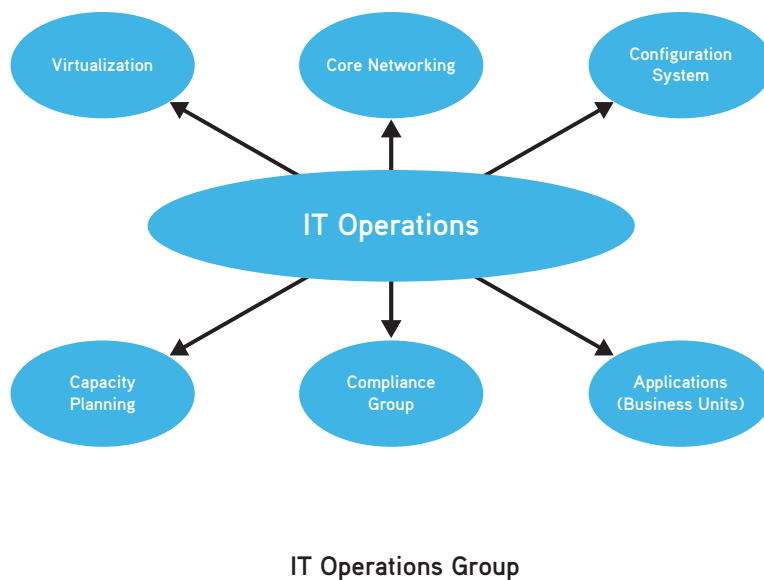 Virtualization
Core Networking
Configuration
System
IT Operations
Capacity
Planning
Compliance
Group
Applications
(Business Units)
IT Operations Group